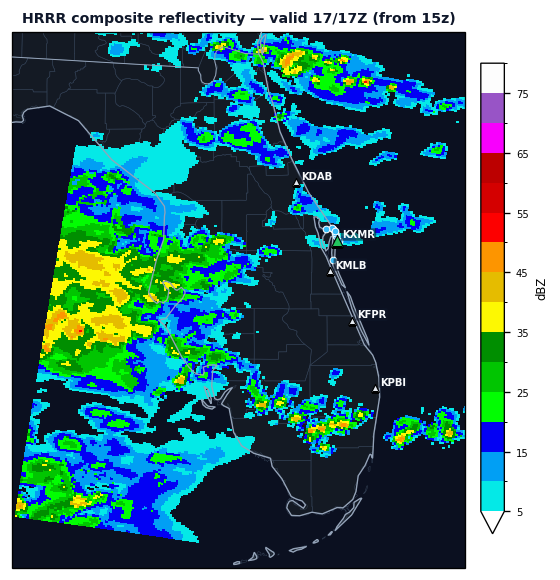 HRRR composite reflectivity — valid 17/17Z (from 15z)
KDAB
KXMR
KMLB
KFPR
KPBI
75
65
55
45
35
25
15
5
dBZ